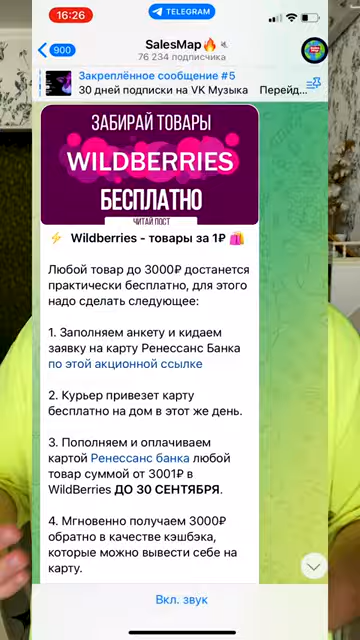 16:26
TELEGRAM
900
SalesMap🔥
76 234 подписчика
Закреплённое сообщение #5
30 дней подписки на VK Музыка Перейд...
ЗАБИРАЙ ТОВАРЫ
WILDBERRIES
БЕСПЛАТНО
ЧИТАЙ ПОСТ
⚡ Wildberries - товары за 1₽ 🛍
Любой товар до 3000₽ достанется
практически бесплатно, для этого
надо сделать следующее:
1. Заполняем анкету и кидаем
заявку на карту Ренессанс Банка
по этой акционной ссылке
2. Курьер привезет карту
бесплатно на дом в этот же день.
3. Пополняем и оплачиваем
картой Ренессанс банка любой
товар суммой от 3001₽ в
WildBerries ДО 30 СЕНТЯБРЯ.
4. Мгновенно получаем 3000₽
обратно в качестве кэшбэка,
которые можно вывести себе на
карту.
Вкл. звук